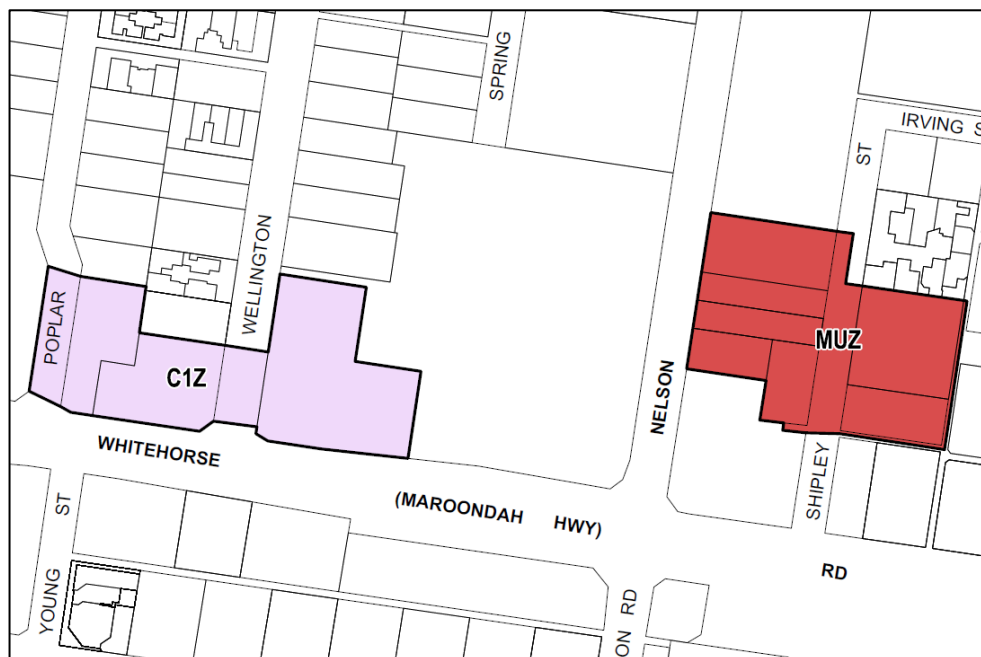 SPRING
IRVING S
ST
POPLAR
WELLINGTON
C1Z
MUZ
NELSON
WHITEHORSE
(MAROONDAH HWY)
SHIPLEY
RD
YOUNG ST
ON RD